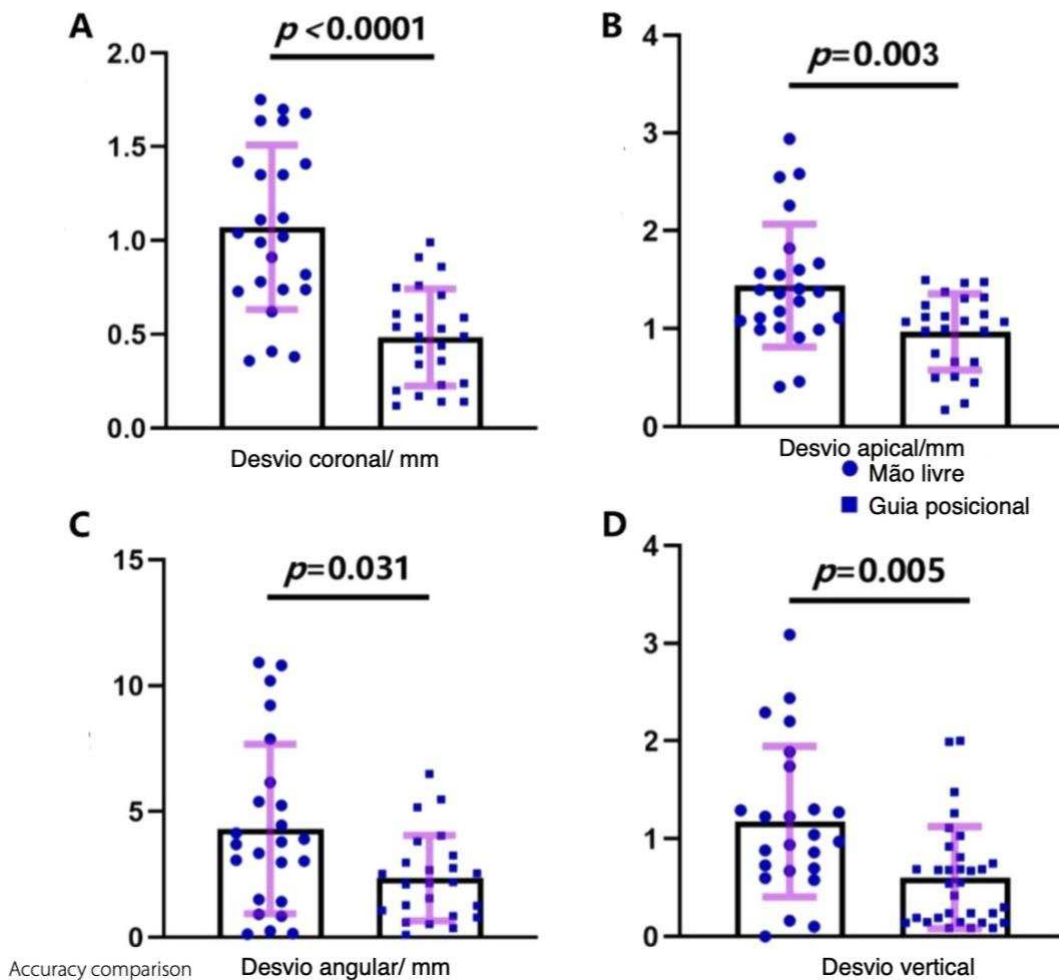 A
p<0.0001
2.0
1.5
1.0
0.5
0.0
Desvio coronal/ mm
B
p=0.003
4
3
2
1
0
Desvio apical/mm
Mão livre
Guia posicional
C
p=0.031
15
10
5
0
Desvio angular/ mm
D
p=0.005
4
3
2
1
0
Desvio vertical
Accuracy comparison